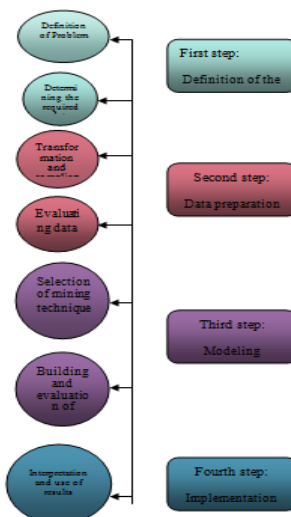 Definition
of Problem
Determi
ning the
required
Transfor
mation
and
Evaluati
ng data
Selection
of mining
technique
Building
and
evaluatio
n of
Interpretation
and use of
results
First step:
Definition of the
Second step:
Data preparation
Third step:
Modeling
Fourth step:
Implementation